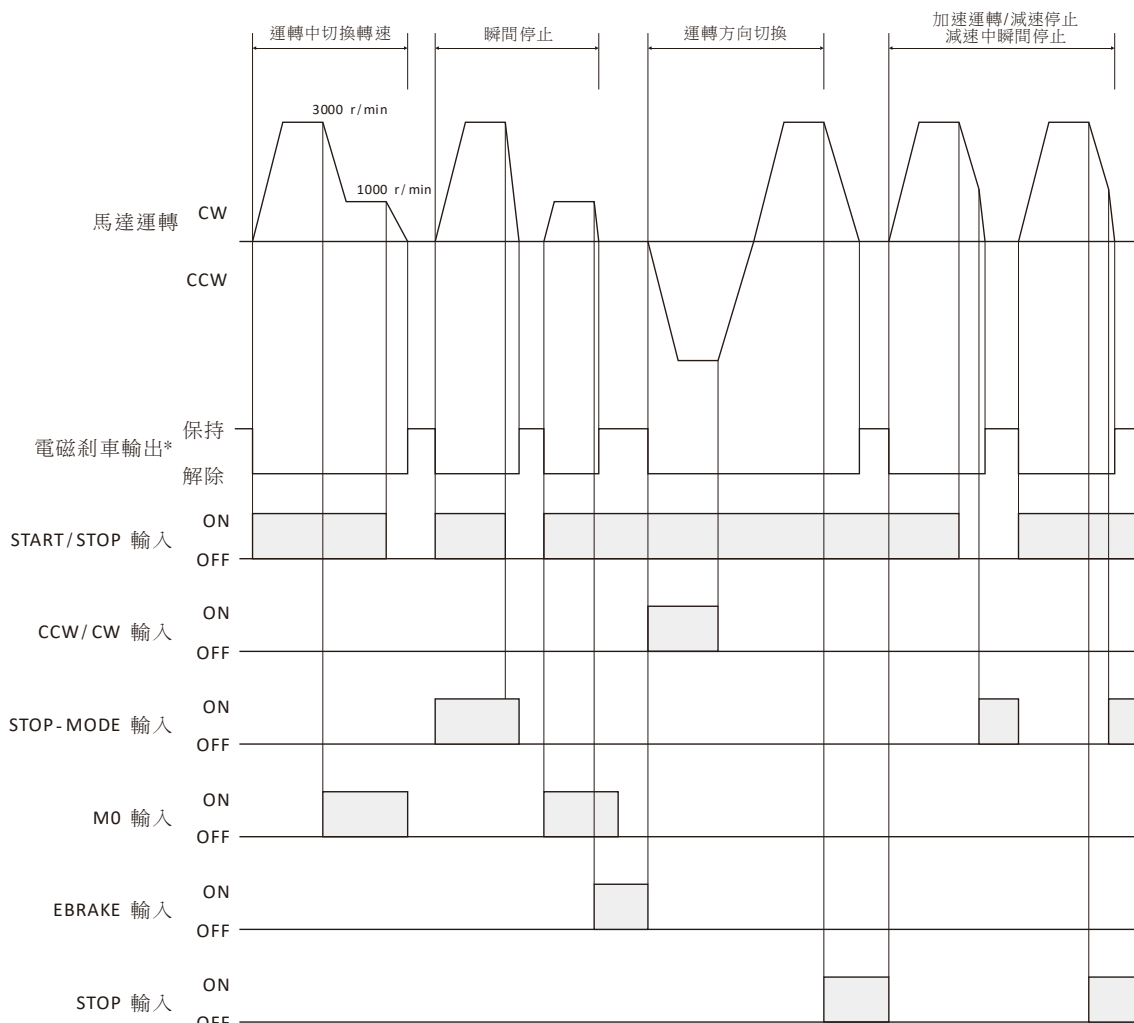 運轉中切換轉速
瞬間停止
運轉方向切換
加速運轉/減速停止
減速中瞬間停止
3000 r/min
1000 r/min
馬達運轉
CW
CCW
電磁剎車輸出*
保持
解除
START/STOP 輸入
ON
OFF
CCW/CW 輸入
ON
OFF
STOP-MODE 輸入
ON
OFF
M0 輸入
ON
OFF
EBRAKE 輸入
ON
OFF
STOP 輸入
ON
OFF